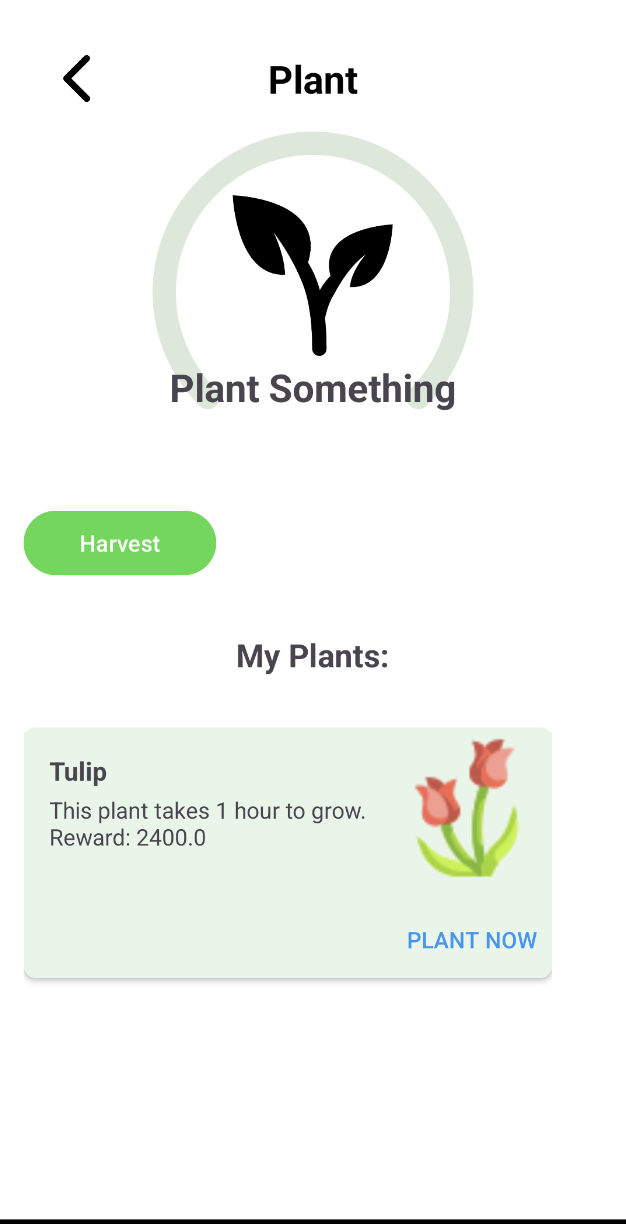 Plant
Plant Something
Harvest
My Plants:
Tulip
This plant takes 1 hour to grow.
Reward: 2400.0
PLANT NOW